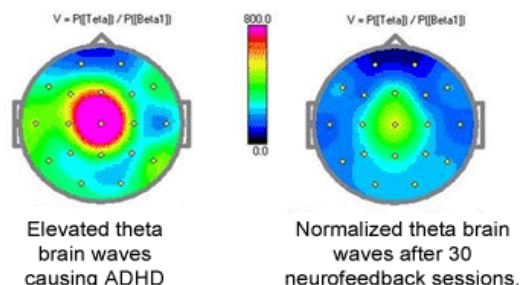 V = P[[Teta]] / P[[Beta1]]
800.0
V = P[[Teta]] / P[[Beta1]]
0.0
Elevated theta
brain waves
causing ADHD
Normalized theta brain
waves after 30
neurofeedback sessions.